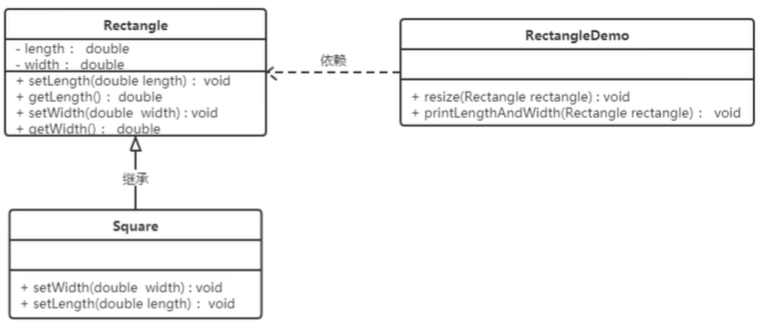 Rectangle
- length： double
- width： double
+ setLength(double length)： void
+ getLength()： double
+ setWidth(double width) : void
+ getWidth()： double
依赖
RectangleDemo
+ resize(Rectangle rectangle) : void
+ printLengthAndWidth(Rectangle rectangle)： void
继承
Square
+ setWidth(double width) : void
+ setLength(double length)： void